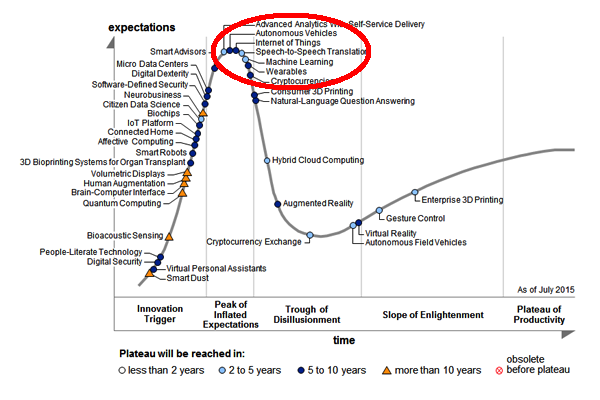 expectations
Advanced Analytics With Self-Service Delivery
Autonomous Vehicles
Internet of Things
Smart Advisors
Speech-to-Speech Translation
Machine Learning
Micro Data Centers
Wearables
Digital Dexterity
Cryptocurrencies
Software-Defined Security
Consumer 3D Printing
Neurobusiness
Natural-Language Question Answering
Citizen Data Science
Biochips
IoT Platform
Connected Home
Affective Computing
Smart Robots
Hybrid Cloud Computing
3D Bioprinting Systems for Organ Transplant
Volumetric Displays
Human Augmentation
Brain-Computer Interface
Quantum Computing
Enterprise 3D Printing
Augmented Reality
Gesture Control
Bioacoustic Sensing
Virtual Reality
Cryptocurrency Exchange
Autonomous Field Vehicles
People-Literate Technology
Digital Security
Virtual Personal Assistants
Smart Dust
As of July 2015
Innovation Trigger
Peak of Inflated Expectations
Trough of Disillusionment
Slope of Enlightenment
Plateau of Productivity
time
Plateau will be reached in:
less than 2 years
2 to 5 years
5 to 10 years
more than 10 years
obsolete before plateau